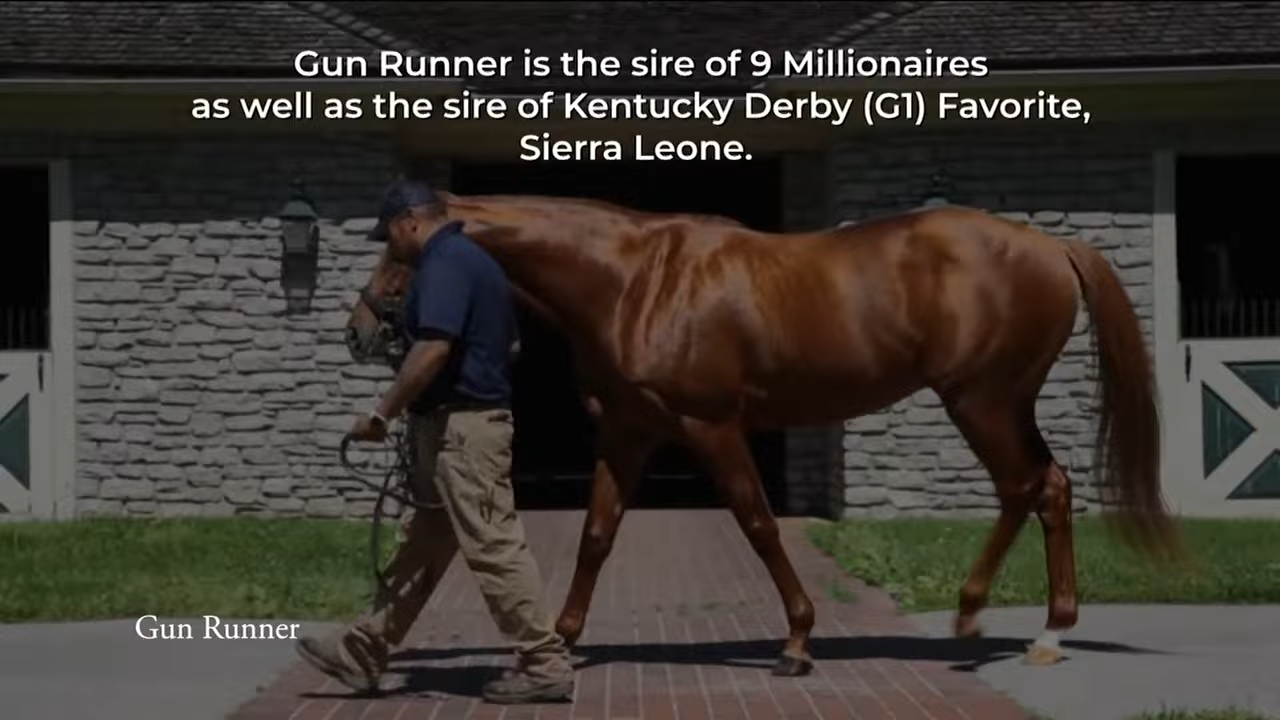 Gun Runner is the sire of 9 Millionaires
as well as the sire of Kentucky Derby (G1) Favorite,
Sierra Leone.
Gun Runner